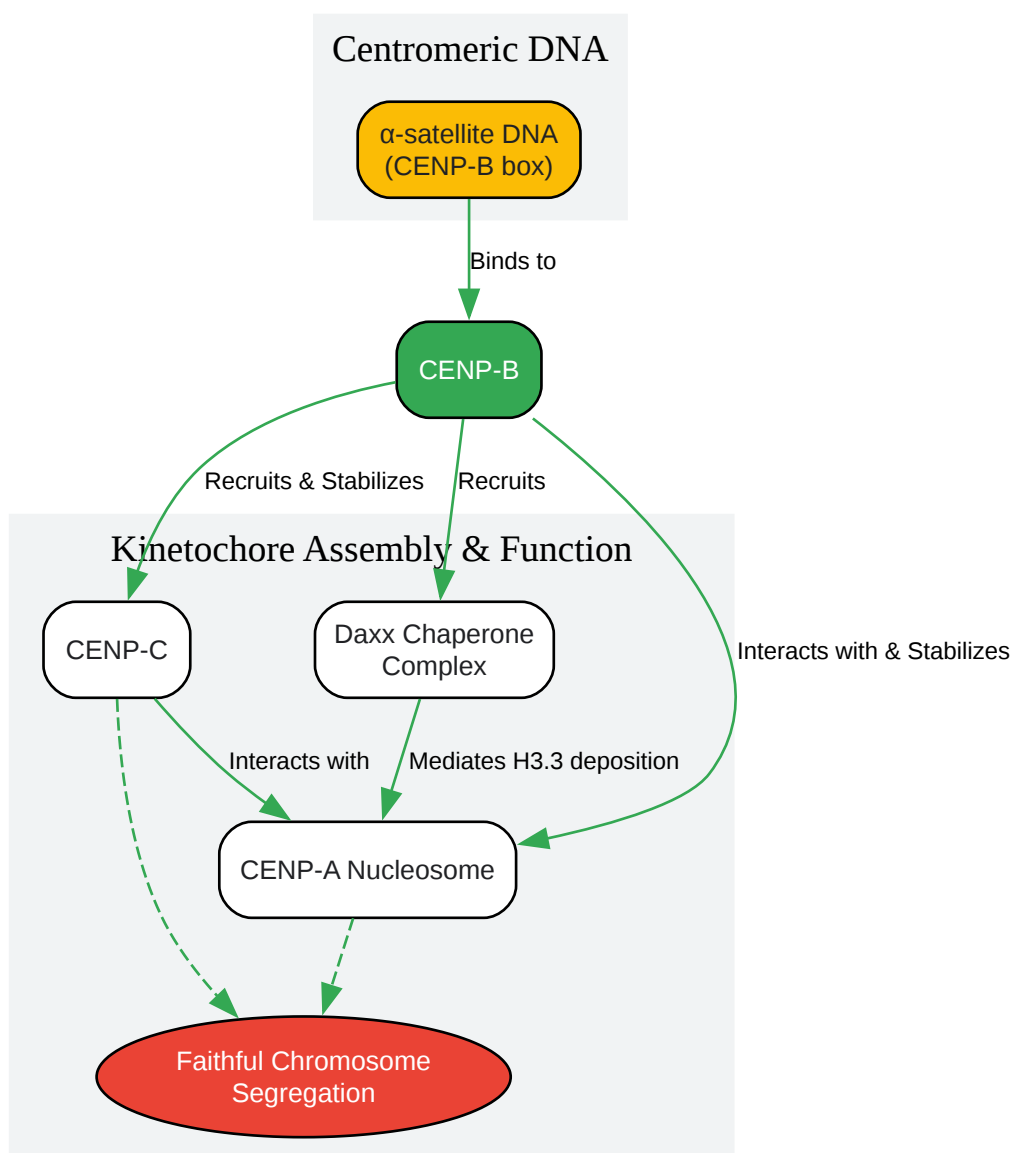 Centromeric DNA
α-satellite DNA
(CENP-B box)
Binds to
CENP-B
Recruits & Stabilizes
Recruits
Kinetochore Assembly & Function
CENP-C
Daxx Chaperone
Complex
Interacts with & Stabilizes
Interacts with
Mediates H3.3 deposition
CENP-A Nucleosome
Faithful Chromosome
Segregation